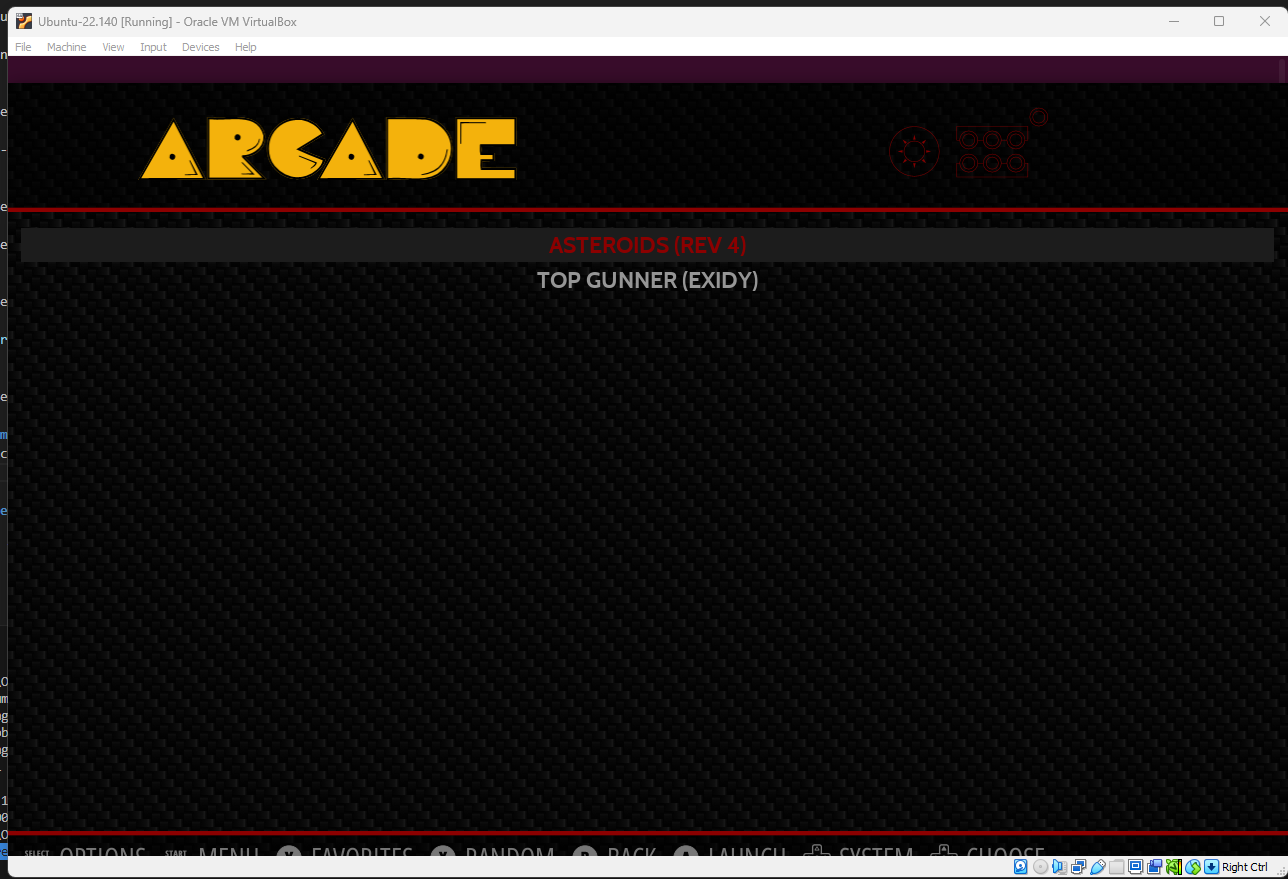 Ubuntu-22.140 [Running] - Oracle VM VirtualBox
File Machine View Input Devices Help
ARCADE
ASTEROIDS (REV 4)
TOP GUNNER (EXIDY)
SELECT OPTIONS START MENU Y FAVORITES X RANDOM B BACK A LAUNCH SYSTEM CHOOSE
Right Ctrl